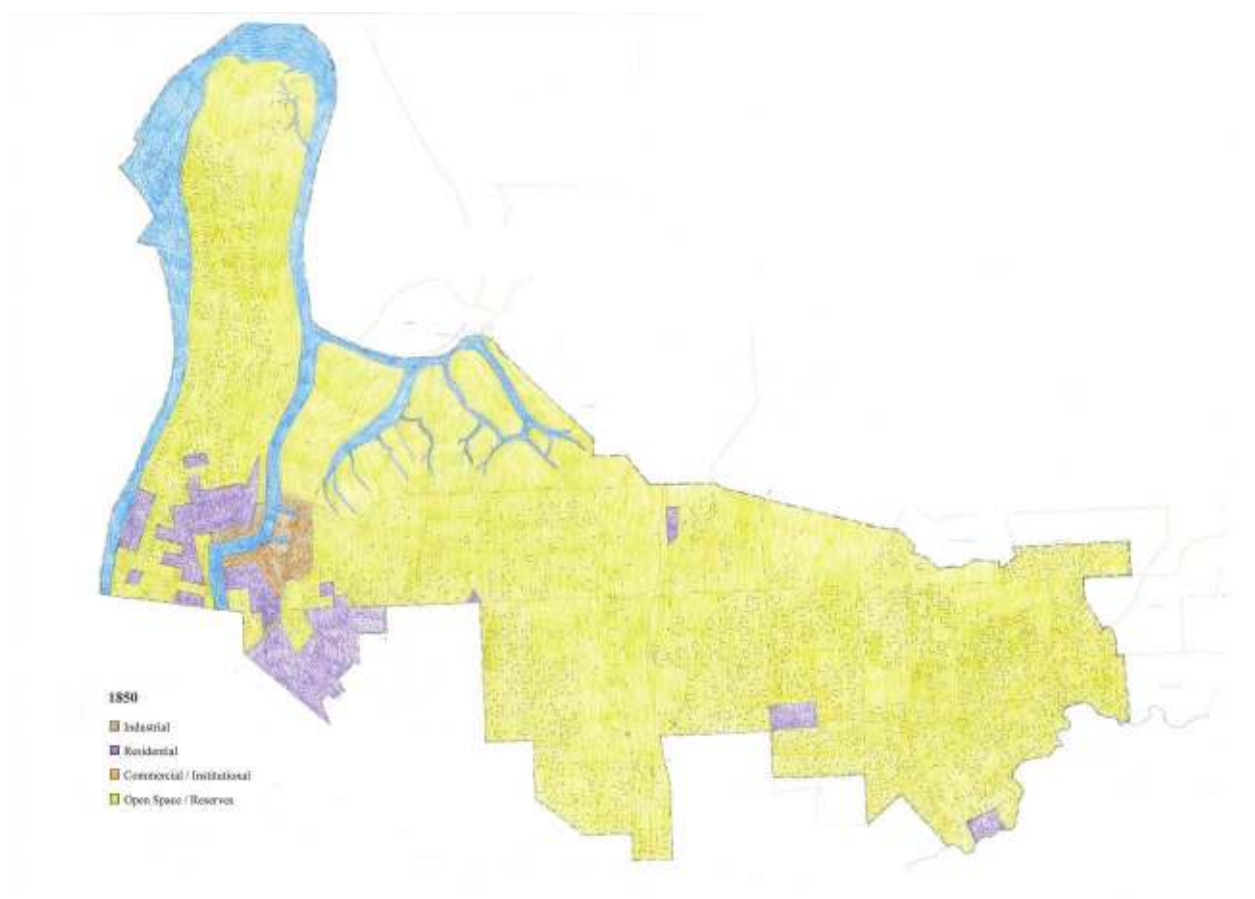 1850
Industrial
Residential
Commercial / Institutional
Open Space / Reserves